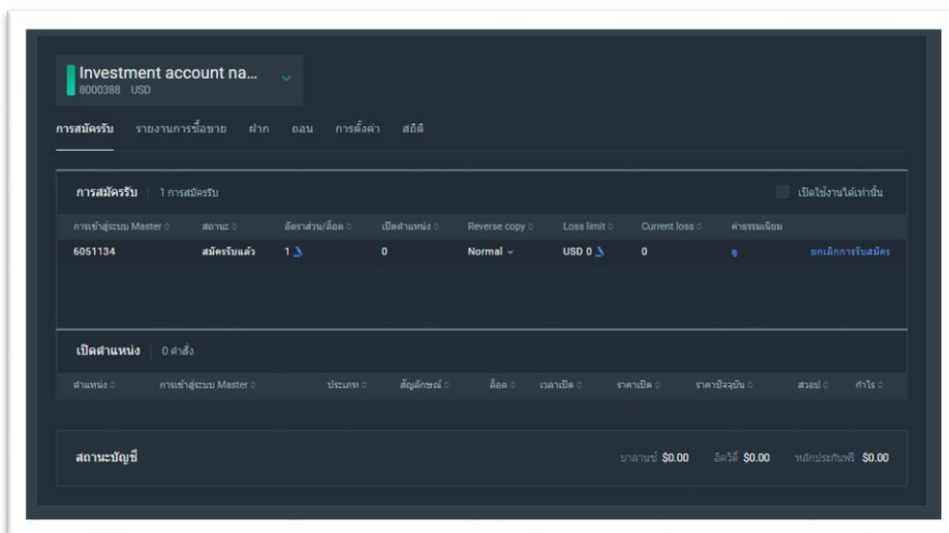 Investment account na...
8000388 USD
การสมัครรับ รายงานการซื้อขาย ฝาก ถอน การตั้งค่า สถิติ
การสมัครรับ 1 การสมัครรับ เปิดใช้งานได้เท่านั้น
การเข้าสู่ระบบ Master สถานะ อัตราส่วน/ล็อต เปิดตำแหน่ง Reverse copy Loss limit Current loss ค่าธรรมเนียม
6051134 สมัครรับแล้ว 1 0 Normal USD 0 0 ดู ยกเลิกการรับสมัคร
เปิดตำแหน่ง 0 คำสั่ง
ตำแหน่ง การเข้าสู่ระบบ Master ประเภท สัญลักษณ์ ล็อต เวลาเปิด ราคาเปิด ราคาปัจจุบัน สวอป กำไร
สถานะบัญชี บาลานซ์ $0.00 อิควิตี้ $0.00 หลักประกันฟรี $0.00